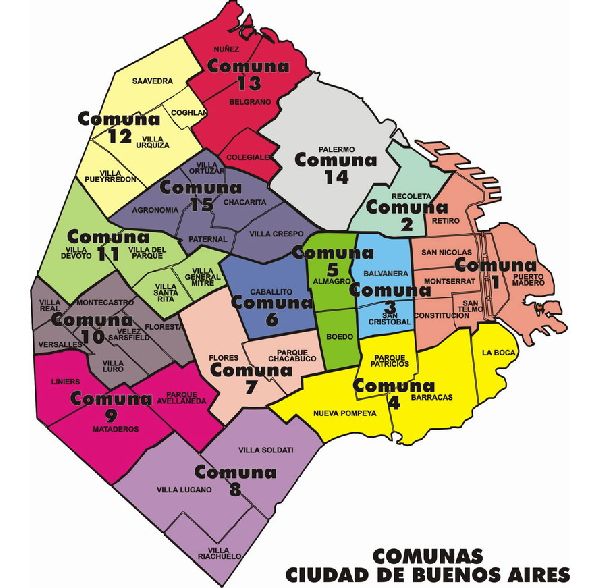 NUÑEZ
Comuna
13
BELGRANO
COLEGIALES
SAAVEDRA
COGHLAN
Comuna
12
VILLA
URQUIZA
VILLA
PUEYRREDON
PALERMO
Comuna
14
VILLA
ORTUZAR
Comuna
15
CHACARITA
AGRONOMIA
PATERNAL
VILLA CRESPO
RECOLETA
Comuna
2
RETIRO
SAN NICOLAS
Comuna
1
MONTSERRAT
PUERTO
MADERO
SAN
TELMO
CONSTITUCION
Comuna
11
VILLA
DEVOTO
VILLA DEL
PARQUE
VILLA
GENERAL
MITRE
VILLA
SANTA
RITA
Comuna
5
ALMAGRO
BOEDO
BALVANERA
Comuna
3
SAN
CRISTOBAL
CABALLITO
Comuna
6
VILLA
REAL
MONTECASTRO
Comuna
10
VERSALLES
VELEZ
SARSFIELD
FLORESTA
VILLA
LURO
FLORES
PARQUE
CHACABUCO
Comuna
7
LINIERS
Comuna
9
PARQUE
AVELLANEDA
MATADEROS
PARQUE
PATRICIOS
LA BOCA
Comuna
4
BARRACAS
NUEVA POMPEYA
VILLA SOLDATI
Comuna
8
VILLA LUGANO
VILLA
RIACHUELO
COMUNAS
CIUDAD DE BUENOS AIRES